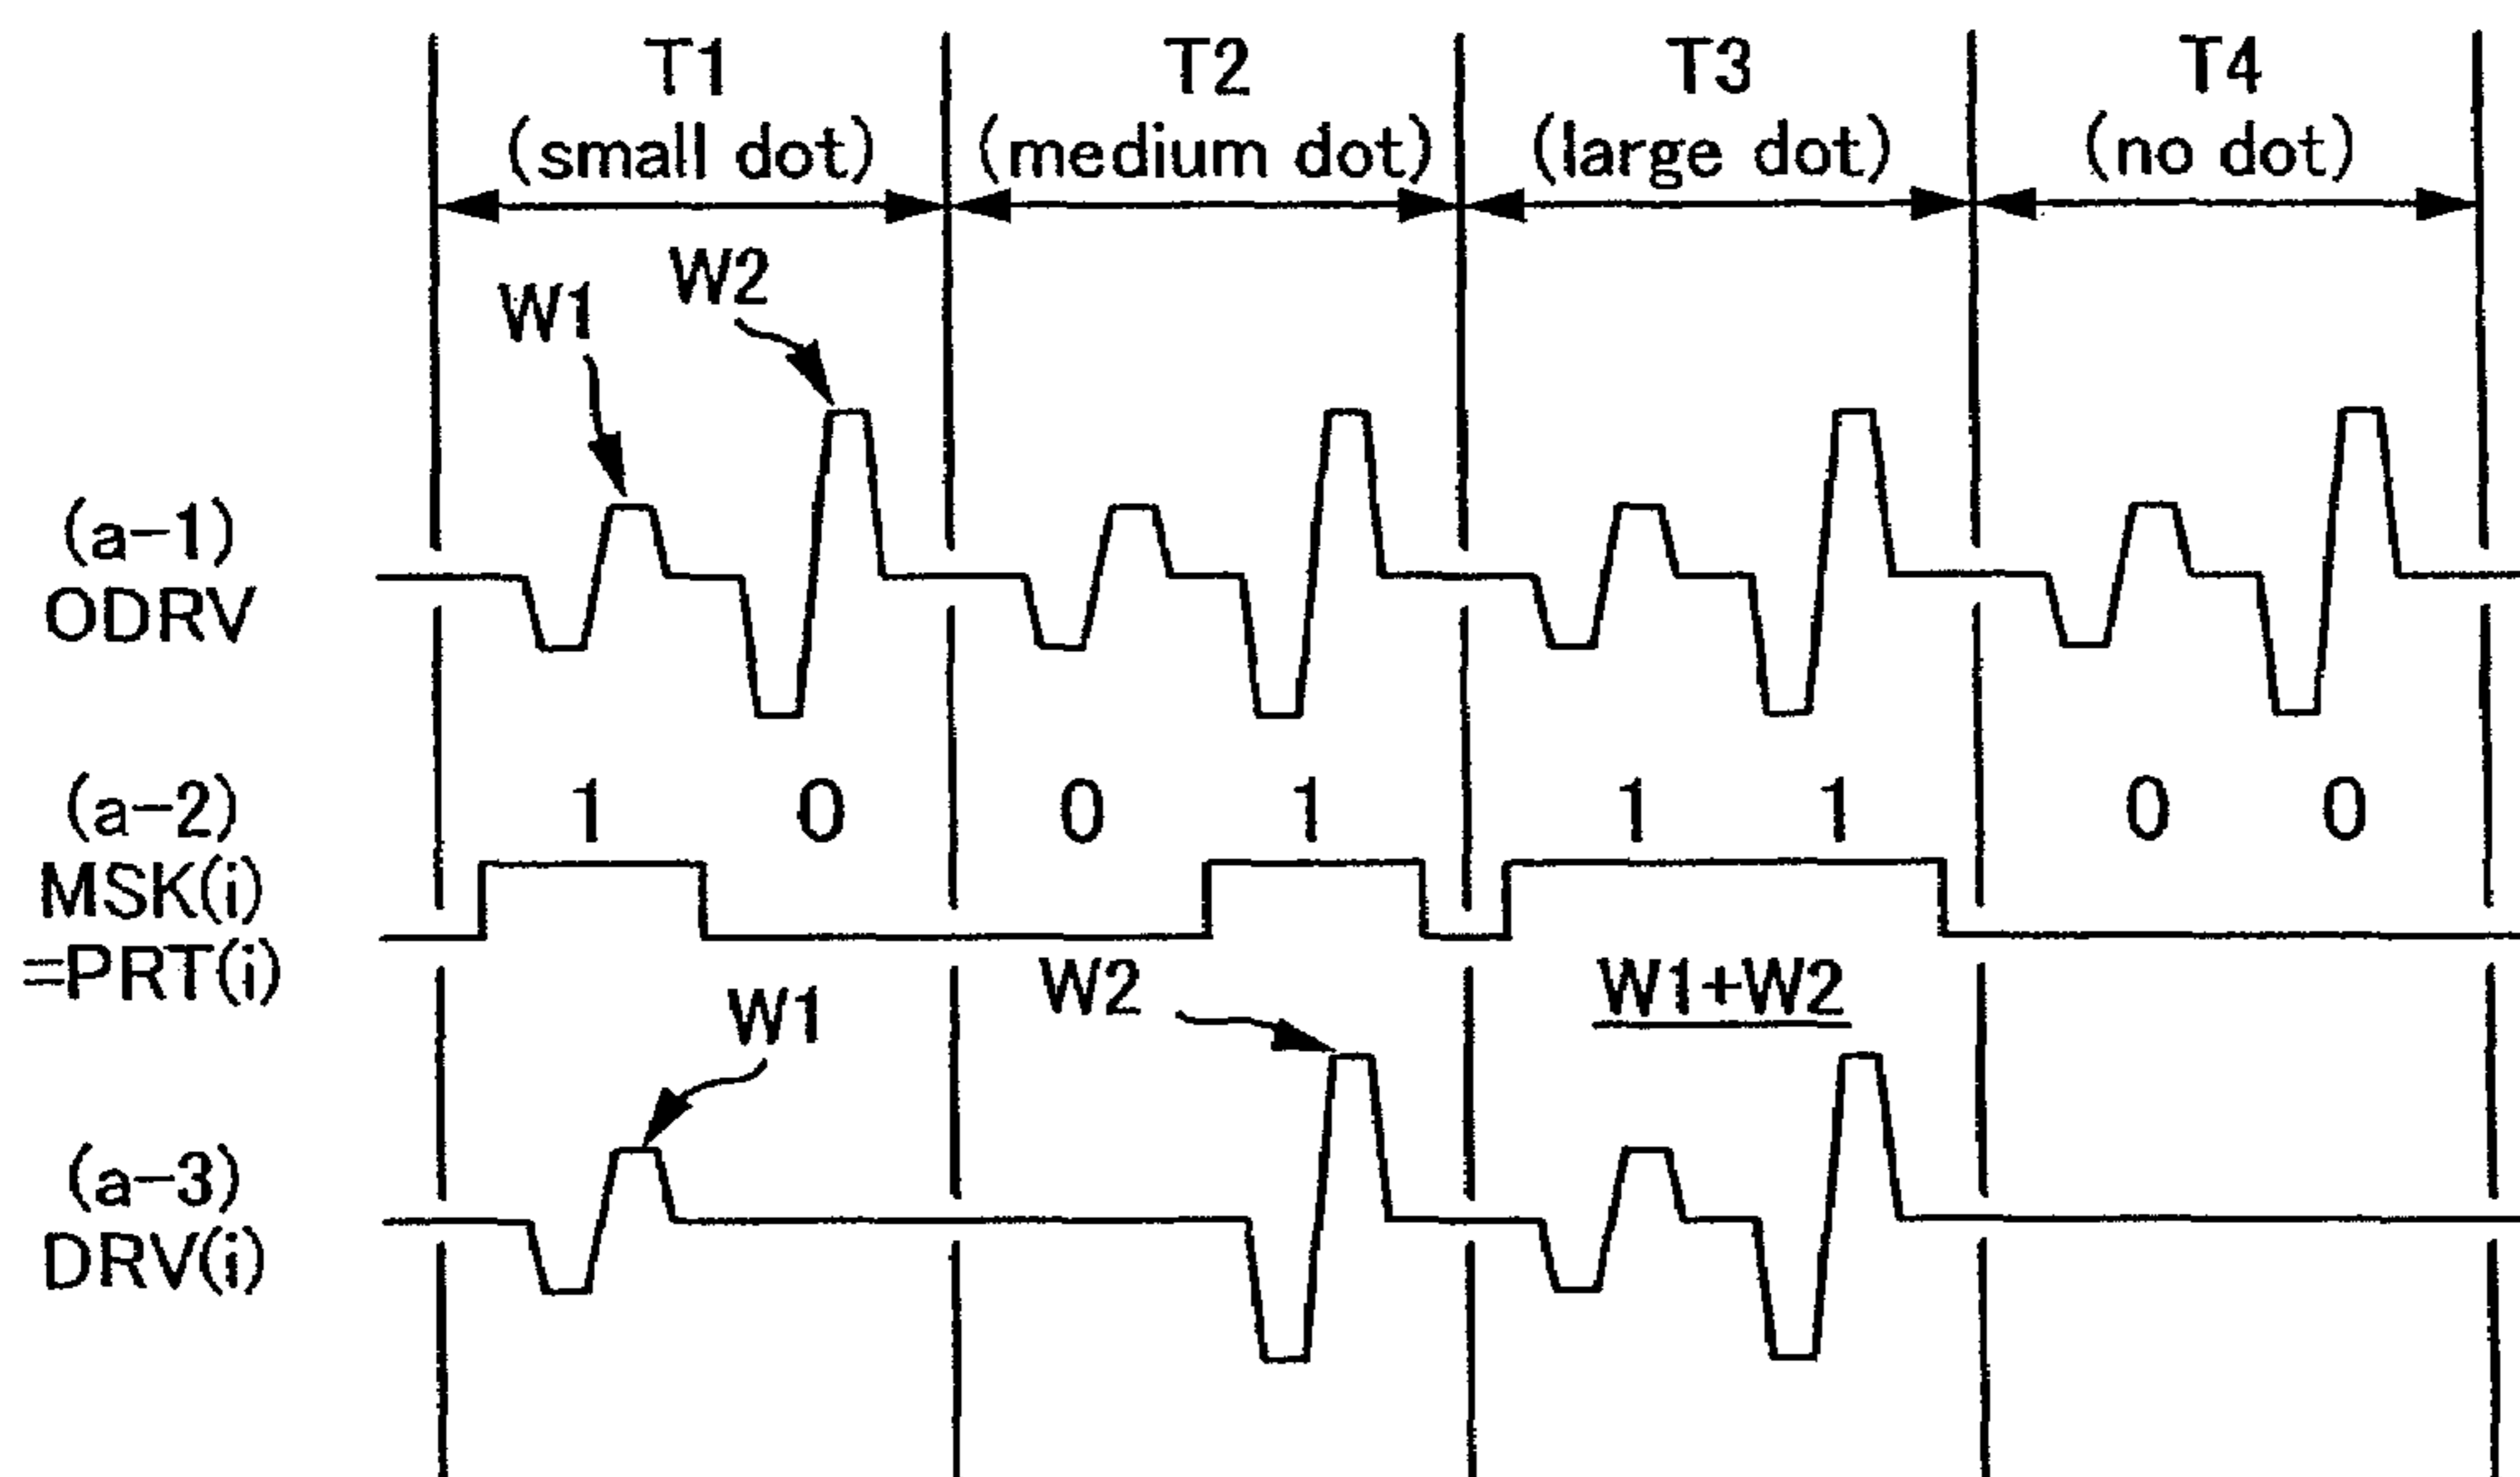 T1 T2 T3 T4
(small dot) (medium dot) (large dot) (no dot)
W1 W2
(a-1)
ODRV
(a-2) 1 0 0 1 1 1 0 0
MSK(i)
=PRT(i)
W1 W2 W1+W2
(a-3)
DRV(i)